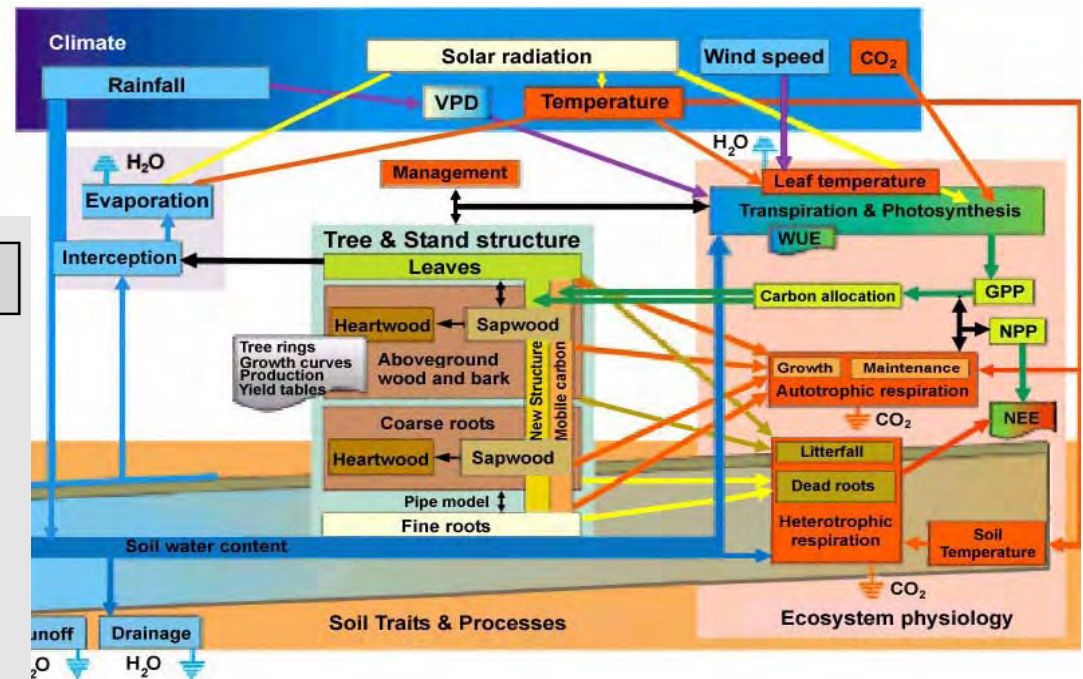 Climate
Solar radiation
Wind speed
CO₂
Rainfall
VPD
Temperature
H₂O
H₂O
Evaporation
Management
Leaf temperature
Transpiration & Photosynthesis
WUE
Interception
Tree & Stand structure
Leaves
Carbon allocation
GPP
NPP
Heartwood
Sapwood
Tree rings
Growth curves
Production
Yield tables
Aboveground
wood and bark
New Structure
Mobile carbon
Growth
Maintenance
Autotrophic respiration
CO₂
NEE
Coarse roots
Heartwood
Sapwood
Litterfall
Dead roots
Heterotrophic
respiration
Soil
Temperature
Pipe model
Fine roots
Soil water content
CO₂
Ecosystem physiology
Soil Traits & Processes
unoff
Drainage
₂O
H₂O